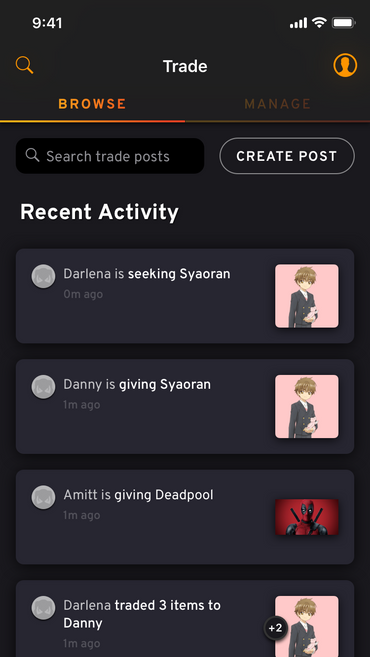 9:41
Trade
BROWSE
MANAGE
Search trade posts
CREATE POST
Recent Activity
Darlena is seeking Syaoran
0m ago
Danny is giving Syaoran
1m ago
Amitt is giving Deadpool
1m ago
Darlena traded 3 items to
Danny
+2
1m ago